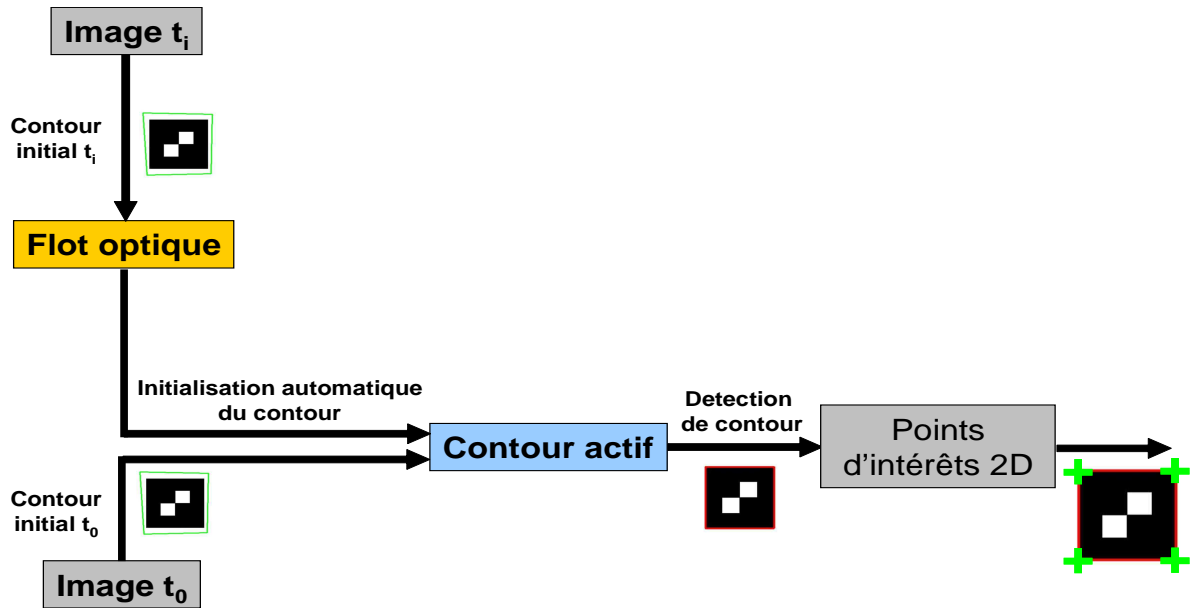 Image tᵢ
Contour
initial tᵢ
Flot optique
Initialisation automatique
du contour
Detection
de contour
Contour actif
Points
d'intérêts 2D
Contour
initial t₀
Image t₀